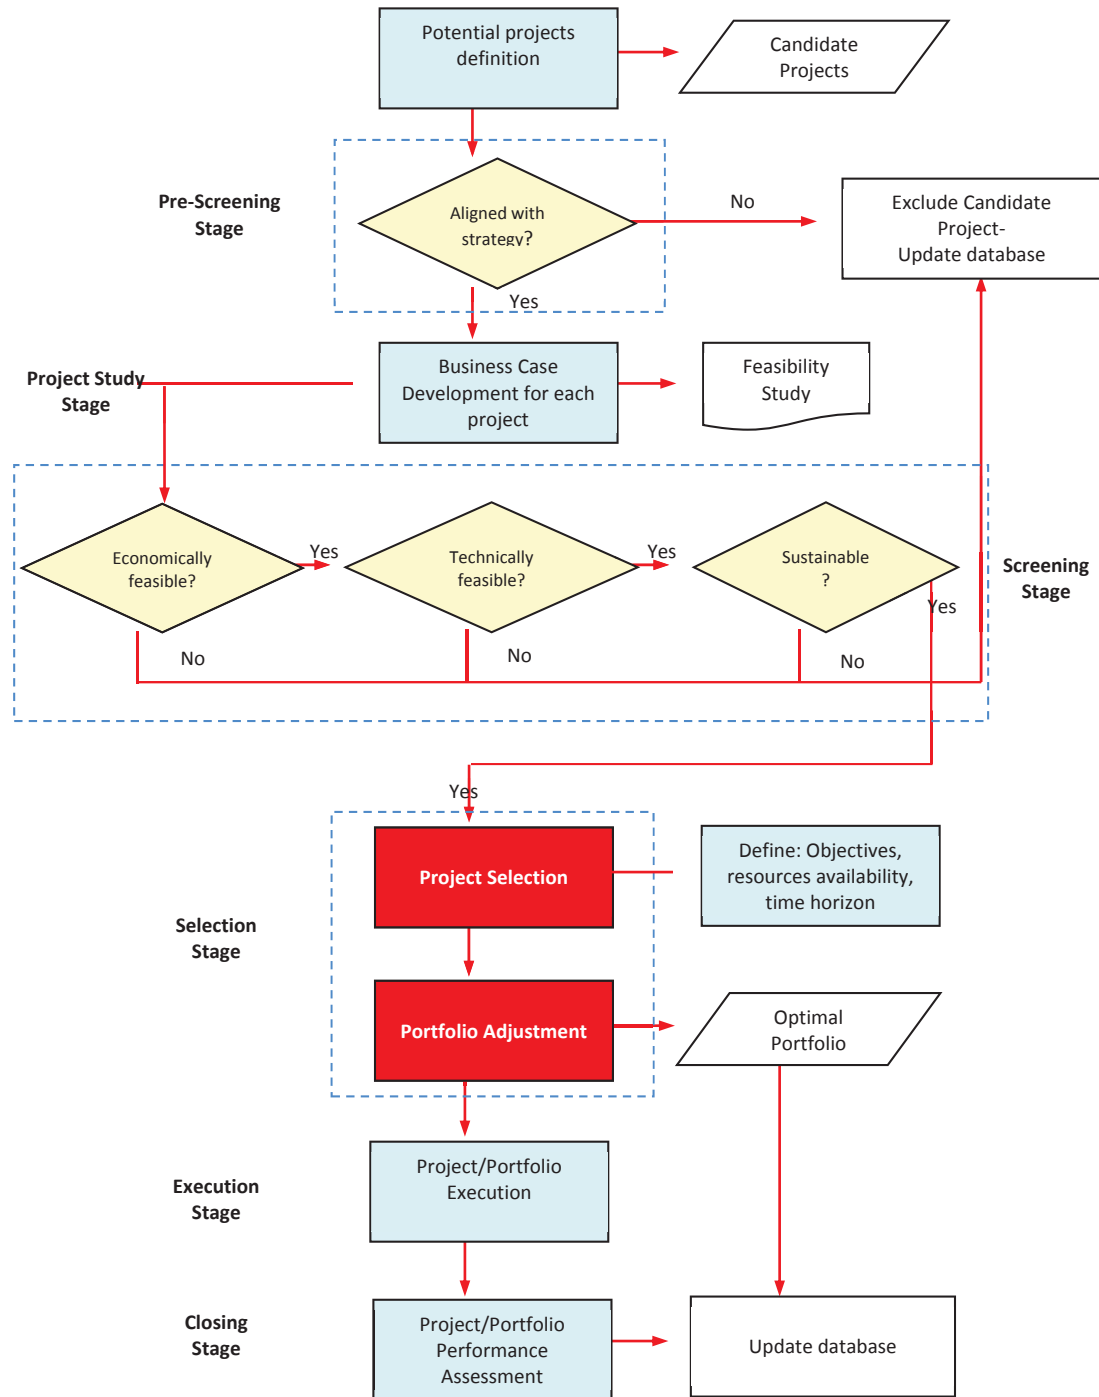 Potential projects
definition
Candidate
Projects
Pre-Screening
Stage
Aligned with
strategy?
No
Exclude Candidate
Project-
Update database
Yes
Project Study
Stage
Business Case
Development for each
project
Feasibility
Study
Economically
feasible?
Yes
Technically
feasible?
Yes
Sustainable
?
Yes
Screening
Stage
No
No
No
Yes
Project Selection
Define: Objectives,
resources availability,
time horizon
Selection
Stage
Portfolio Adjustment
Optimal
Portfolio
Execution
Stage
Project/Portfolio
Execution
Closing
Stage
Project/Portfolio
Performance
Assessment
Update database